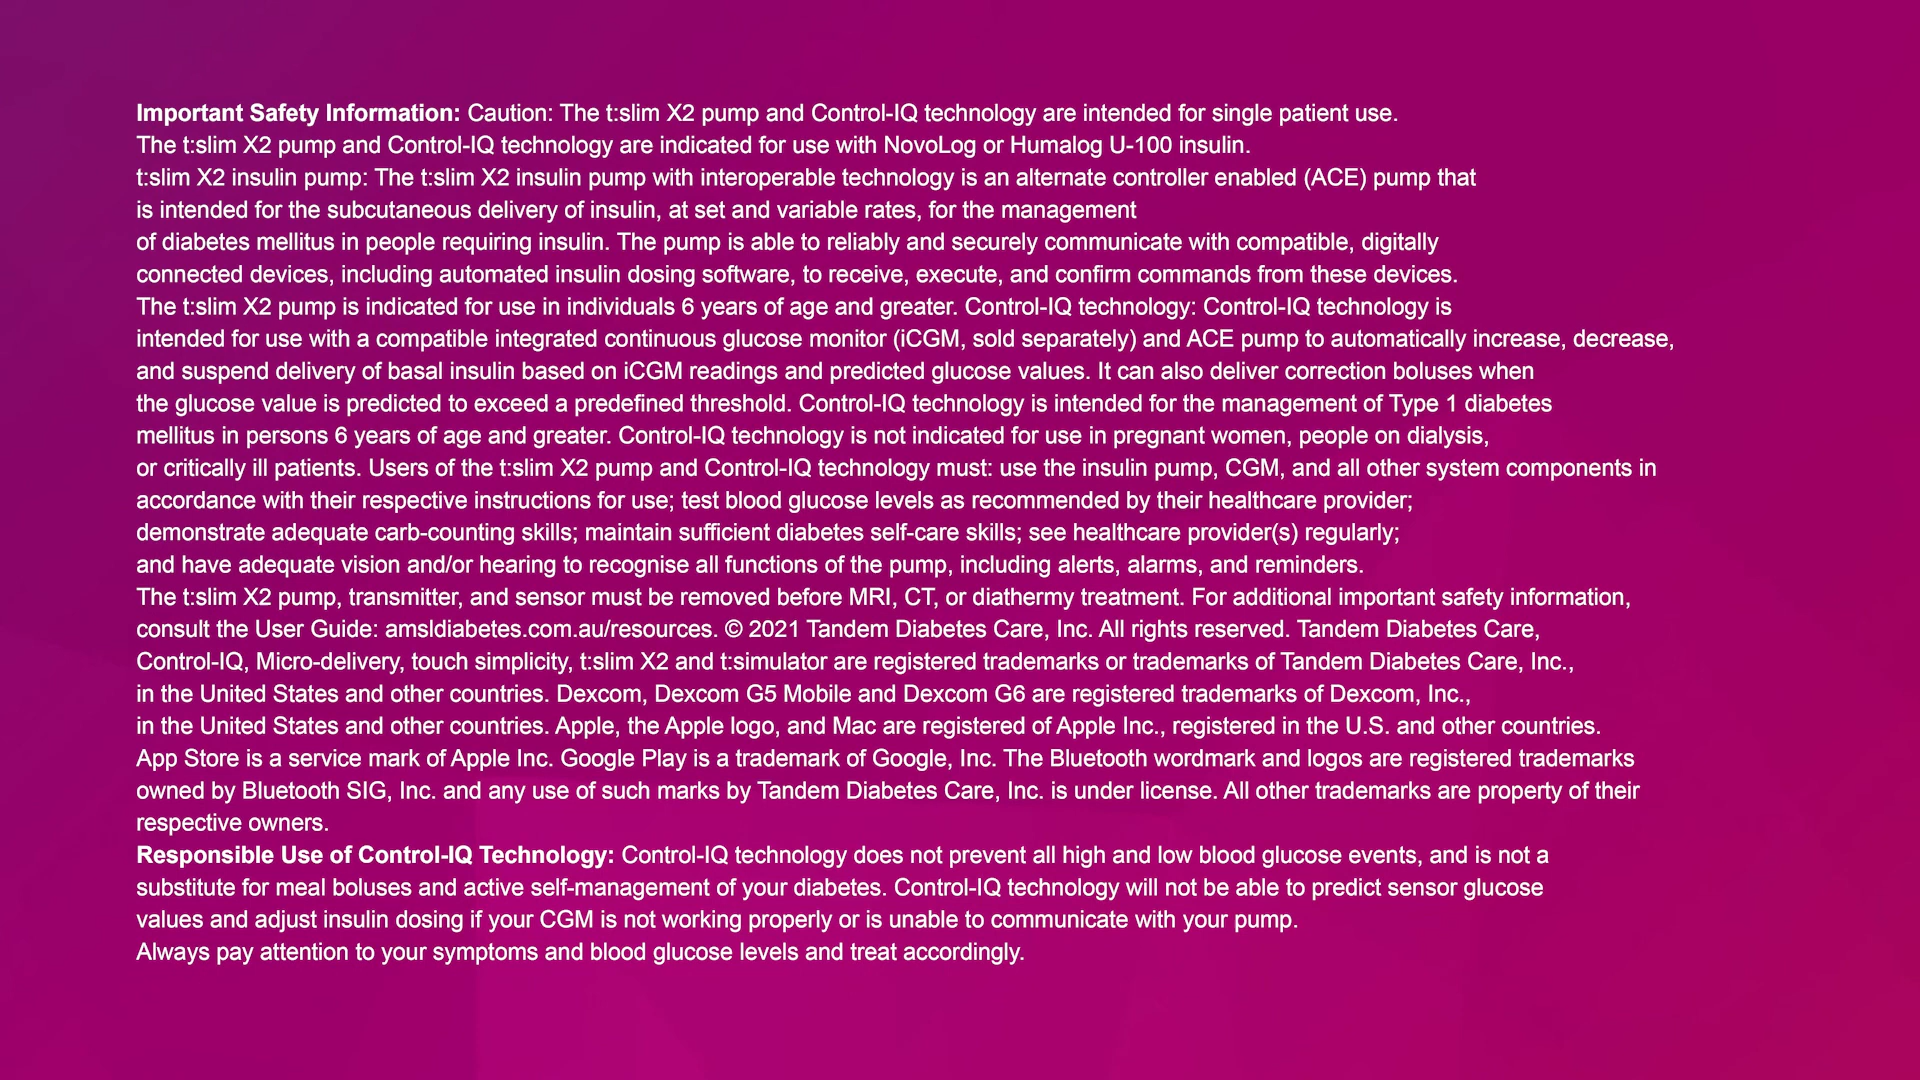 Important Safety Information: Caution: The t:slim X2 pump and Control-IQ technology are intended for single patient use.
The t:slim X2 pump and Control-IQ technology are indicated for use with NovoLog or Humalog U-100 insulin.
t:slim X2 insulin pump: The t:slim X2 insulin pump with interoperable technology is an alternate controller enabled (ACE) pump that
is intended for the subcutaneous delivery of insulin, at set and variable rates, for the management
of diabetes mellitus in people requiring insulin. The pump is able to reliably and securely communicate with compatible, digitally
connected devices, including automated insulin dosing software, to receive, execute, and confirm commands from these devices.
The t:slim X2 pump is indicated for use in individuals 6 years of age and greater. Control-IQ technology: Control-IQ technology is
intended for use with a compatible integrated continuous glucose monitor (iCGM, sold separately) and ACE pump to automatically increase, decrease,
and suspend delivery of basal insulin based on iCGM readings and predicted glucose values. It can also deliver correction boluses when
the glucose value is predicted to exceed a predefined threshold. Control-IQ technology is intended for the management of Type 1 diabetes
mellitus in persons 6 years of age and greater. Control-IQ technology is not indicated for use in pregnant women, people on dialysis,
or critically ill patients. Users of the t:slim X2 pump and Control-IQ technology must: use the insulin pump, CGM, and all other system components in
accordance with their respective instructions for use; test blood glucose levels as recommended by their healthcare provider;
demonstrate adequate carb-counting skills; maintain sufficient diabetes self-care skills; see healthcare provider(s) regularly;
and have adequate vision and/or hearing to recognise all functions of the pump, including alerts, alarms, and reminders.
The t:slim X2 pump, transmitter, and sensor must be removed before MRI, CT, or diathermy treatment. For additional important safety information,
consult the User Guide: amsldiabetes.com.au/resources. © 2021 Tandem Diabetes Care, Inc. All rights reserved. Tandem Diabetes Care,
Control-IQ, Micro-delivery, touch simplicity, t:slim X2 and t:simulator are registered trademarks or trademarks of Tandem Diabetes Care, Inc.,
in the United States and other countries. Dexcom, Dexcom G5 Mobile and Dexcom G6 are registered trademarks of Dexcom, Inc.,
in the United States and other countries. Apple, the Apple logo, and Mac are registered of Apple Inc., registered in the U.S. and other countries.
App Store is a service mark of Apple Inc. Google Play is a trademark of Google, Inc. The Bluetooth wordmark and logos are registered trademarks
owned by Bluetooth SIG, Inc. and any use of such marks by Tandem Diabetes Care, Inc. is under license. All other trademarks are property of their
respective owners.
Responsible Use of Control-IQ Technology: Control-IQ technology does not prevent all high and low blood glucose events, and is not a
substitute for meal boluses and active self-management of your diabetes. Control-IQ technology will not be able to predict sensor glucose
values and adjust insulin dosing if your CGM is not working properly or is unable to communicate with your pump.
Always pay attention to your symptoms and blood glucose levels and treat accordingly.